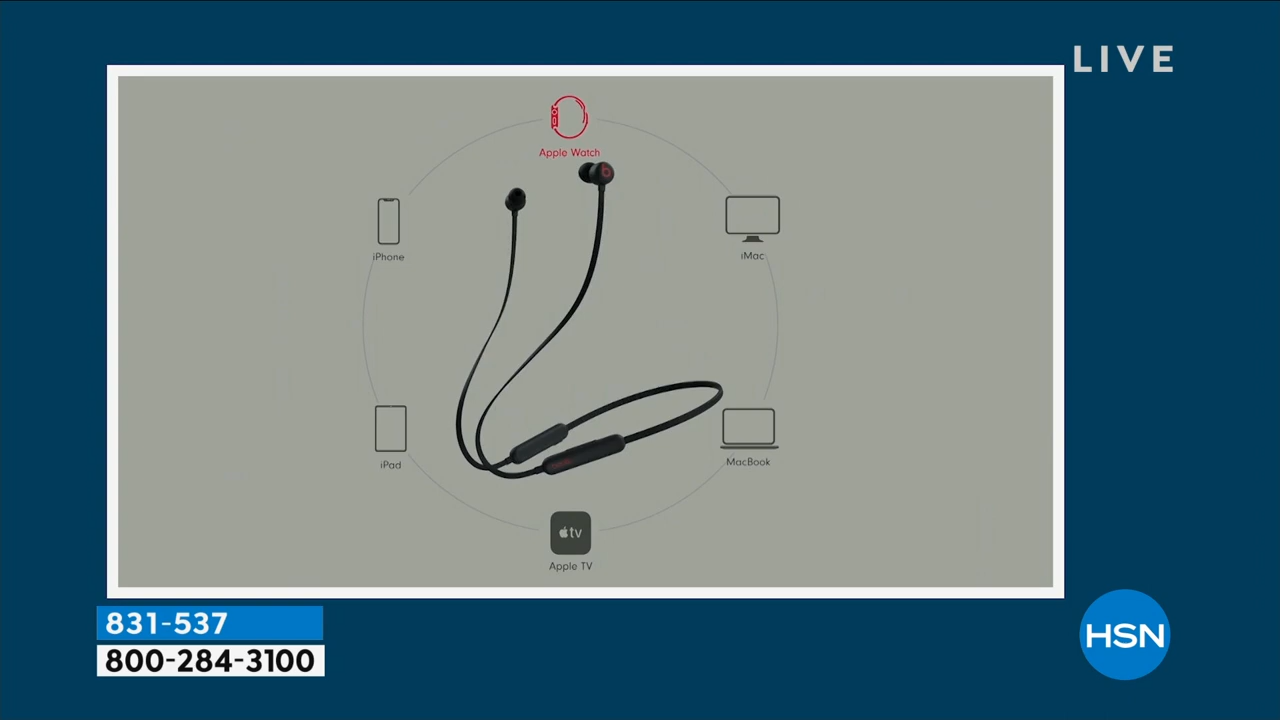 LIVE
Apple Watch
iPhone
iMac
iPad
MacBook
tv
Apple TV
831-537
800-284-3100
HSN